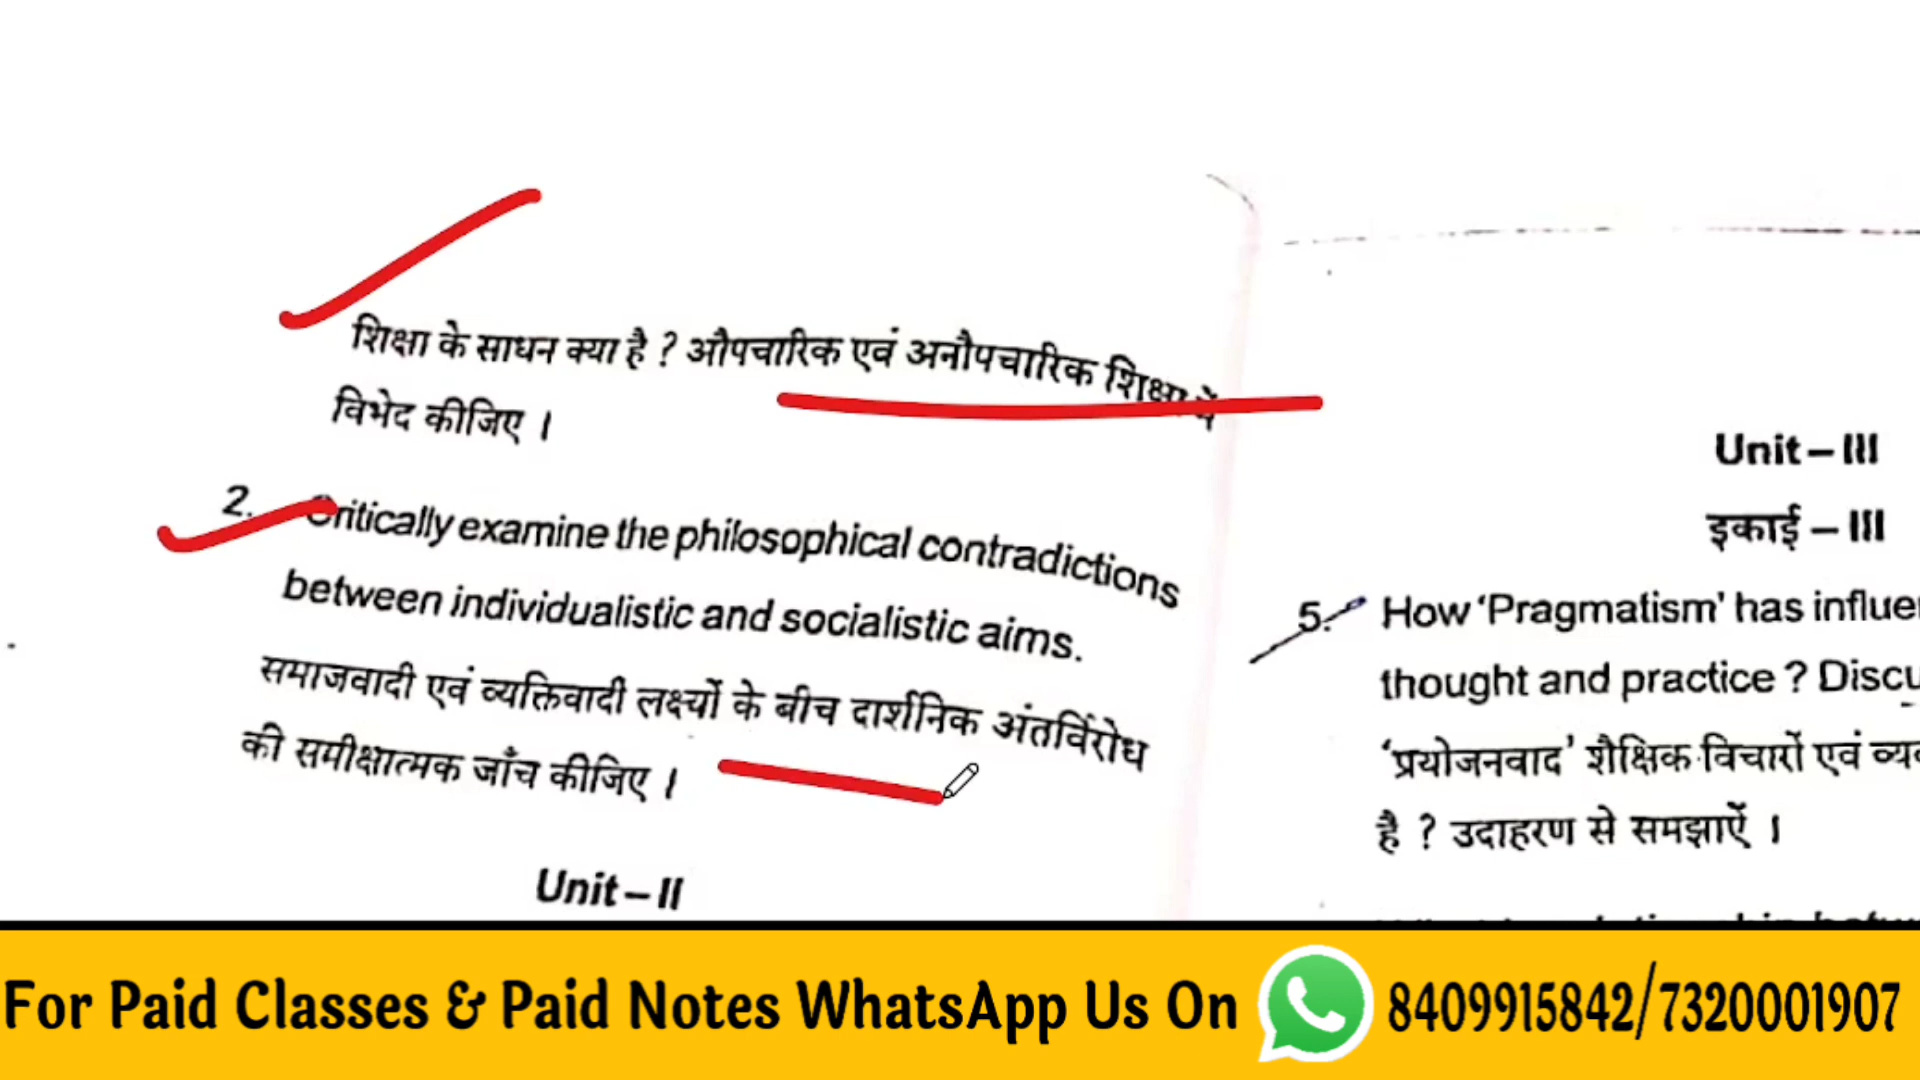 शिक्षा के साधन क्या है ? औपचारिक एवं अनौपचारिक शिक्षा में
विभेद कीजिए ।
2. Critically examine the philosophical contradictions
between individualistic and socialistic aims.
समाजवादी एवं व्यक्तिवादी लक्ष्यों के बीच दार्शनिक अंतर्विरोध
की समीक्षात्मक जाँच कीजिए ।
Unit – II
Unit – III
इकाई – III
5. How 'Pragmatism' has
thought and practice ?
'प्रयोजनवाद' शैक्षिक विचारों एवं
है ? उदाहरण से समझाऐं ।
For Paid Classes & Paid Notes WhatsApp Us On 8409915842/7320001907